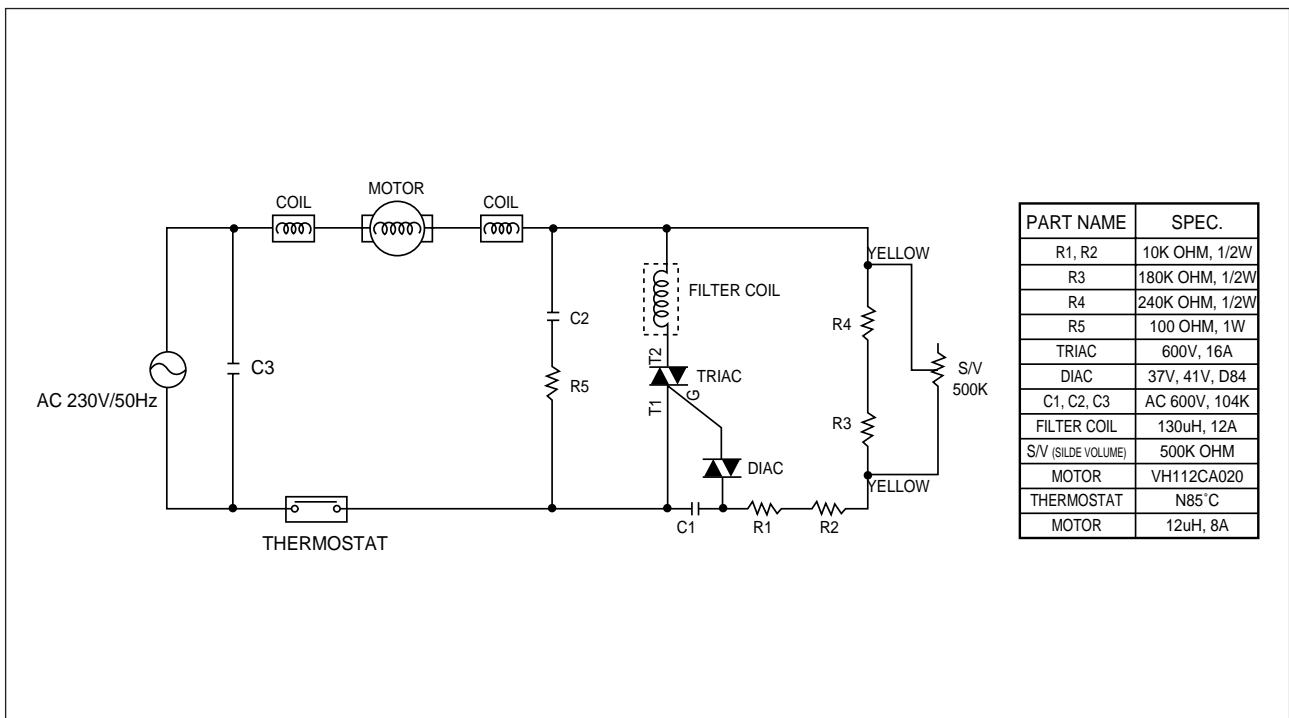 COIL
MOTOR
COIL
YELLOW
FILTER COIL
C2
R4
C3
T2
TRIAC
S/V
500K
R5
AC 230V/50Hz
T1
G
R3
DIAC
YELLOW
C1
R1
R2
THERMOSTAT
PART NAME SPEC.
R1, R2 10K OHM, 1/2W
R3 180K OHM, 1/2W
R4 240K OHM, 1/2W
R5 100 OHM, 1W
TRIAC 600V, 16A
DIAC 37V, 41V, D84
C1, C2, C3 AC 600V, 104K
FILTER COIL 130uH, 12A
S/V (SILDE VOLUME) 500K OHM
MOTOR VH112CA020
THERMOSTAT N85˚C
MOTOR 12uH, 8A